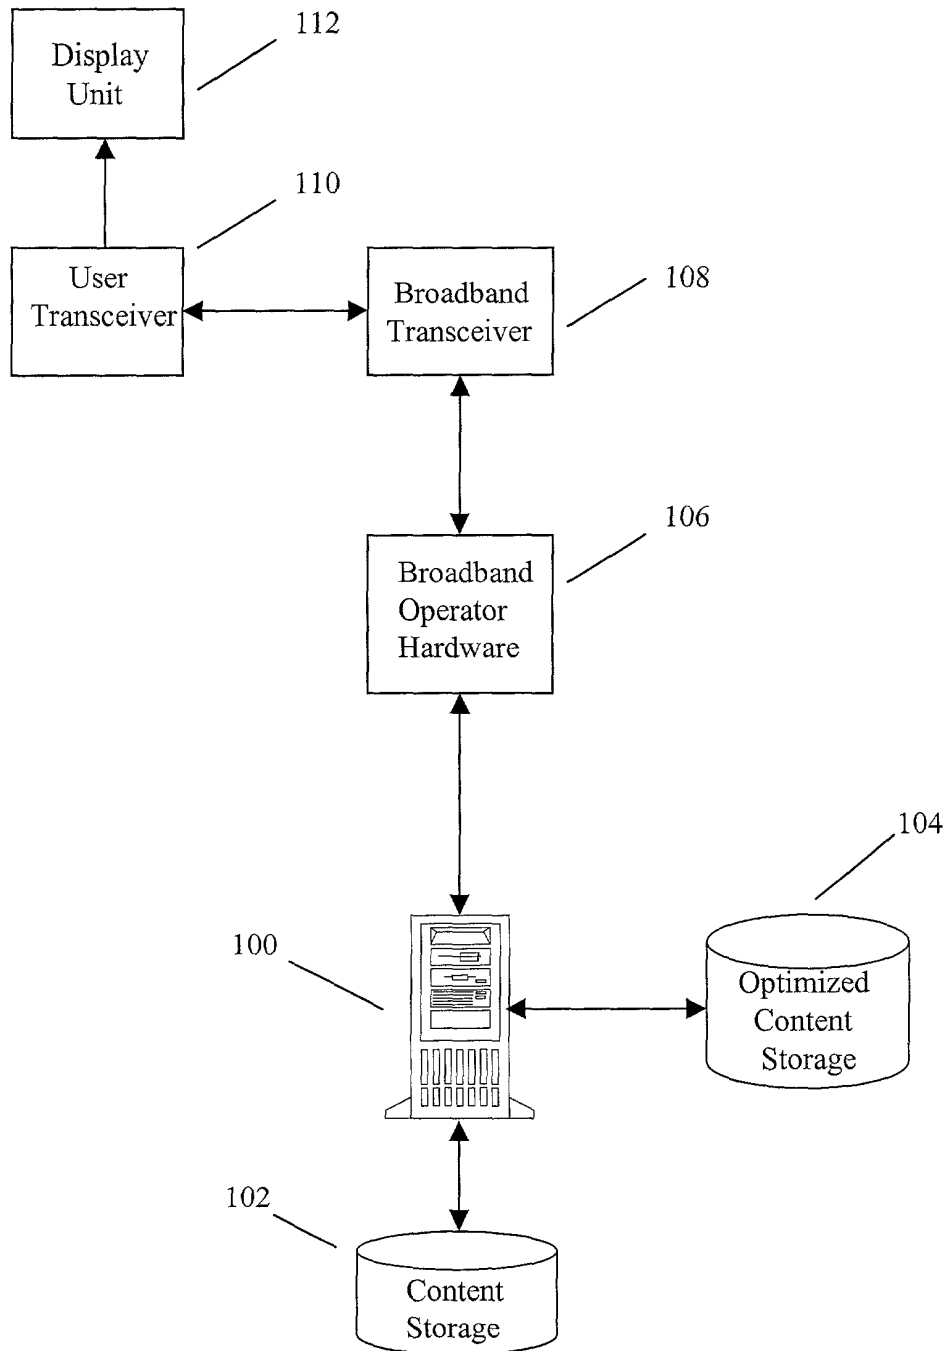 112
Display
Unit
110
User
Transceiver
108
Broadband
Transceiver
106
Broadband
Operator
Hardware
104
100
Optimized
Content
Storage
102
Content
Storage